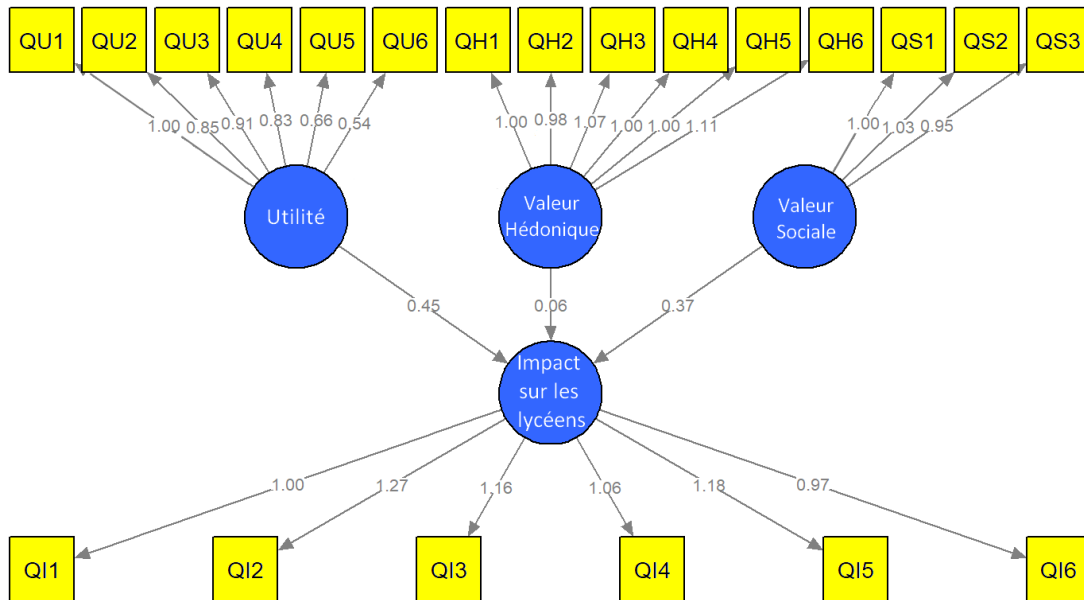 QU1 QU2 QU3 QU4 QU5 QU6 QH1 QH2 QH3 QH4 QH5 QH6 QS1 QS2 QS3
1.00 0.85 0.91 0.83 0.66 0.54 1.00 0.98 1.07 1.00 1.00 1.11 1.00 1.03 0.95
Utilité
Valeur
Hédonique
Valeur
Sociale
0.45 0.06 0.37
Impact
sur les
lycéens
1.00 1.27 1.16 1.06 1.18 0.97
QI1 QI2 QI3 QI4 QI5 QI6